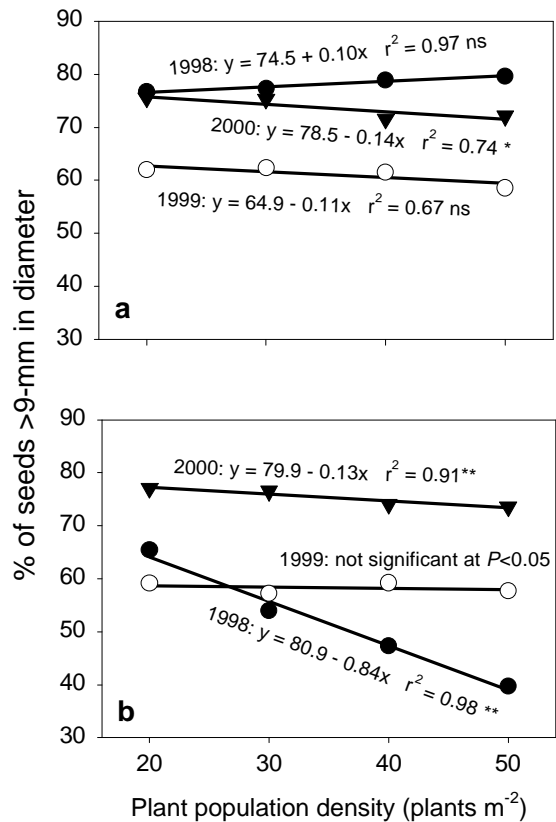 90
80
70
60
50
40
30
1998: y = 74.5 + 0.10x r² = 0.97 ns
2000: y = 78.5 - 0.14x r² = 0.74 *
1999: y = 64.9 - 0.11x r² = 0.67 ns
a
% of seeds >9-mm in diameter
90
80
70
60
50
40
30
2000: y = 79.9 - 0.13x r² = 0.91**
1999: not significant at P<0.05
1998: y = 80.9 - 0.84x r² = 0.98 **
b
20 30 40 50
Plant population density (plants m⁻²)